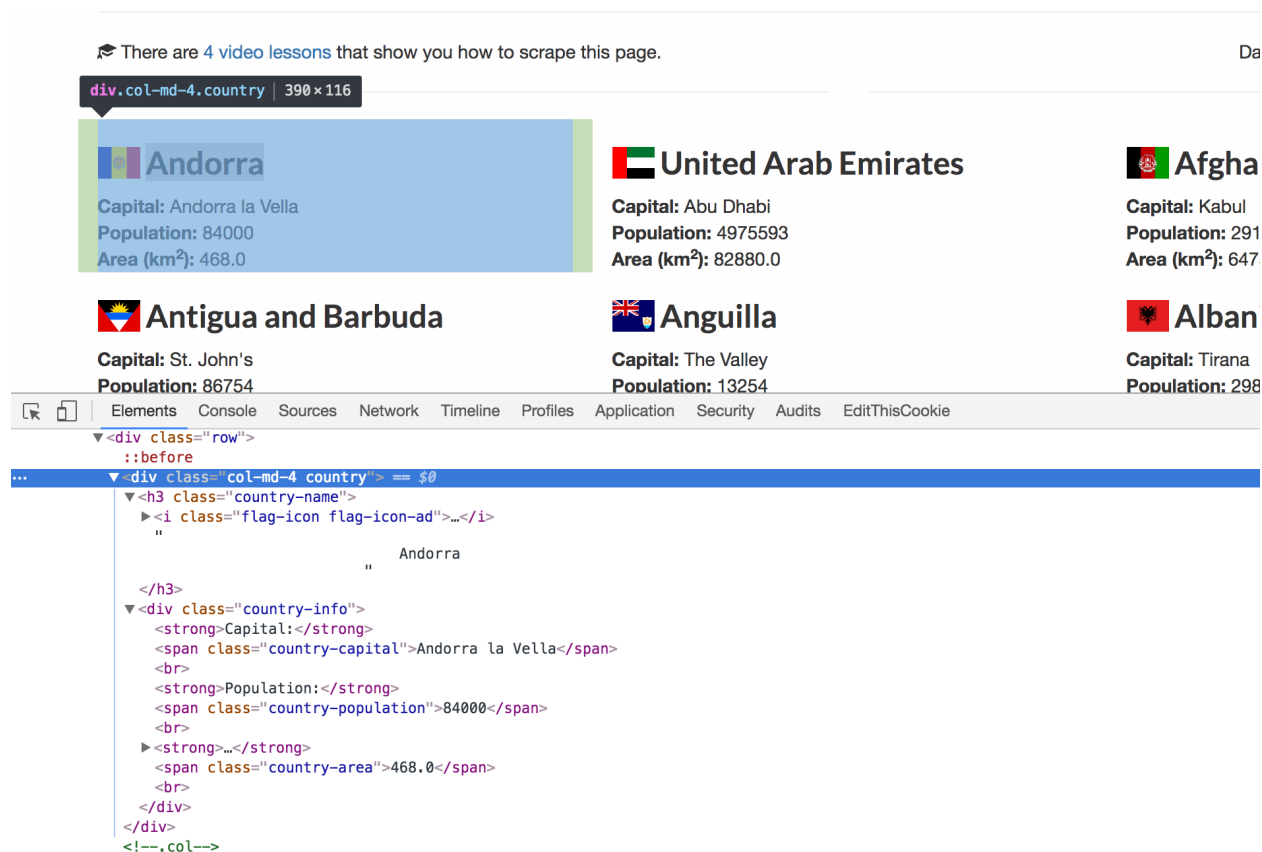 There are 4 video lessons that show you how to scrape this page.
Da
div.col-md-4.country | 390 × 116
Andorra
Capital: Andorra la Vella
Population: 84000
Area (km²): 468.0
United Arab Emirates
Capital: Abu Dhabi
Population: 4975593
Area (km²): 82880.0
Afgha
Capital: Kabul
Population: 291
Area (km²): 647
Antigua and Barbuda
Capital: St. John's
Population: 86754
Anguilla
Capital: The Valley
Population: 13254
Alban
Capital: Tirana
Population: 298
Elements Console Sources Network Timeline Profiles Application Security Audits EditThisCookie
▼<div class="row">
::before
… ▼<div class="col-md-4 country"> == $0
▼<h3 class="country-name">
▶<i class="flag-icon flag-icon-ad">…</i>
"
Andorra
"
</h3>
▼<div class="country-info">
<strong>Capital:</strong>
<span class="country-capital">Andorra la Vella</span>
<br>
<strong>Population:</strong>
<span class="country-population">84000</span>
<br>
▶<strong>…</strong>
<span class="country-area">468.0</span>
<br>
</div>
</div>
<!--.col-->